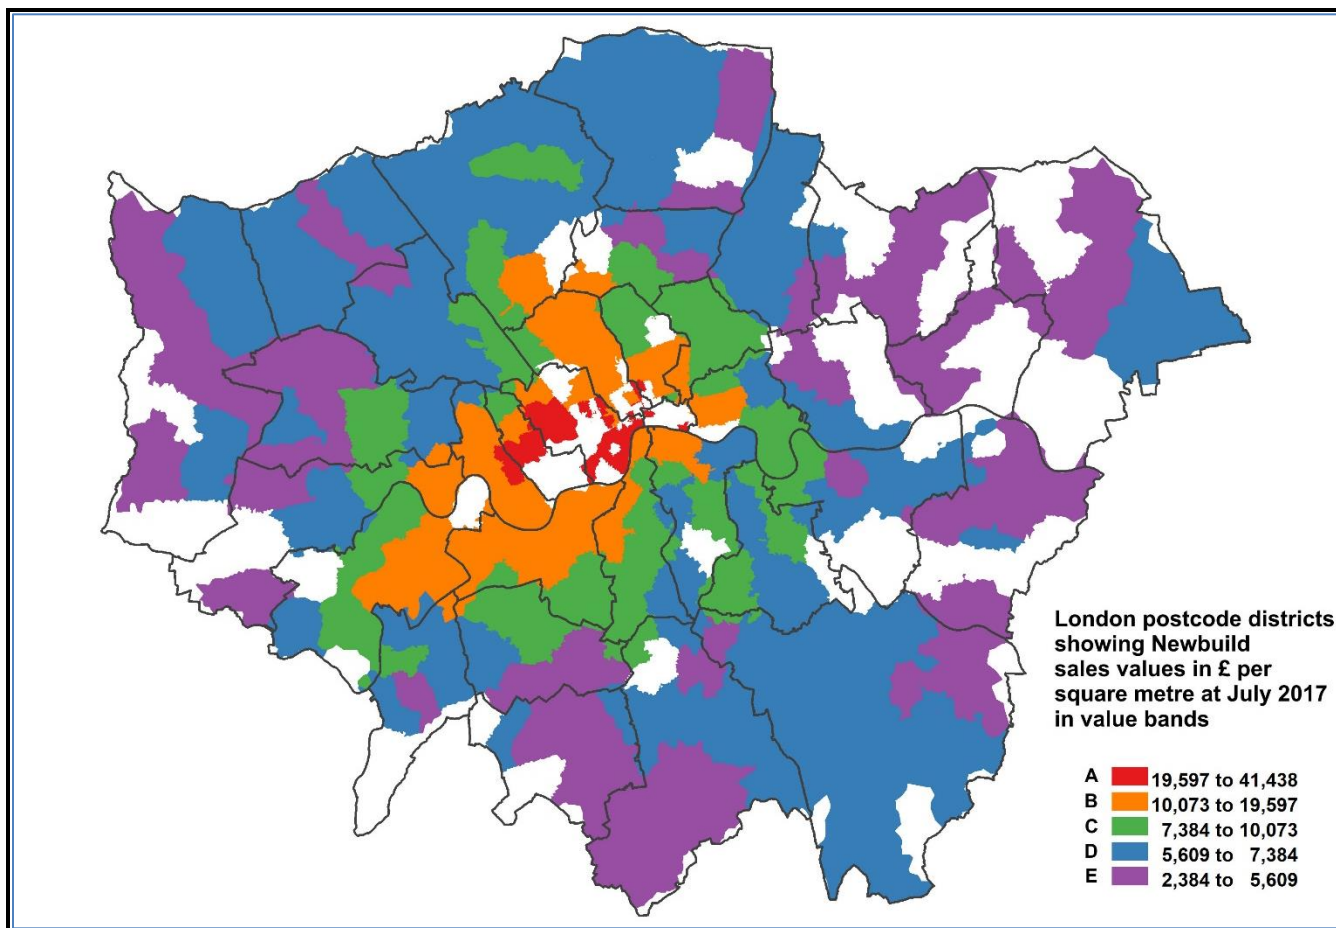 London postcode districts
showing Newbuild
sales values in £ per
square metre at July 2017
in value bands
A 19,597 to 41,438
B 10,073 to 19,597
C 7,384 to 10,073
D 5,609 to 7,384
E 2,384 to 5,609